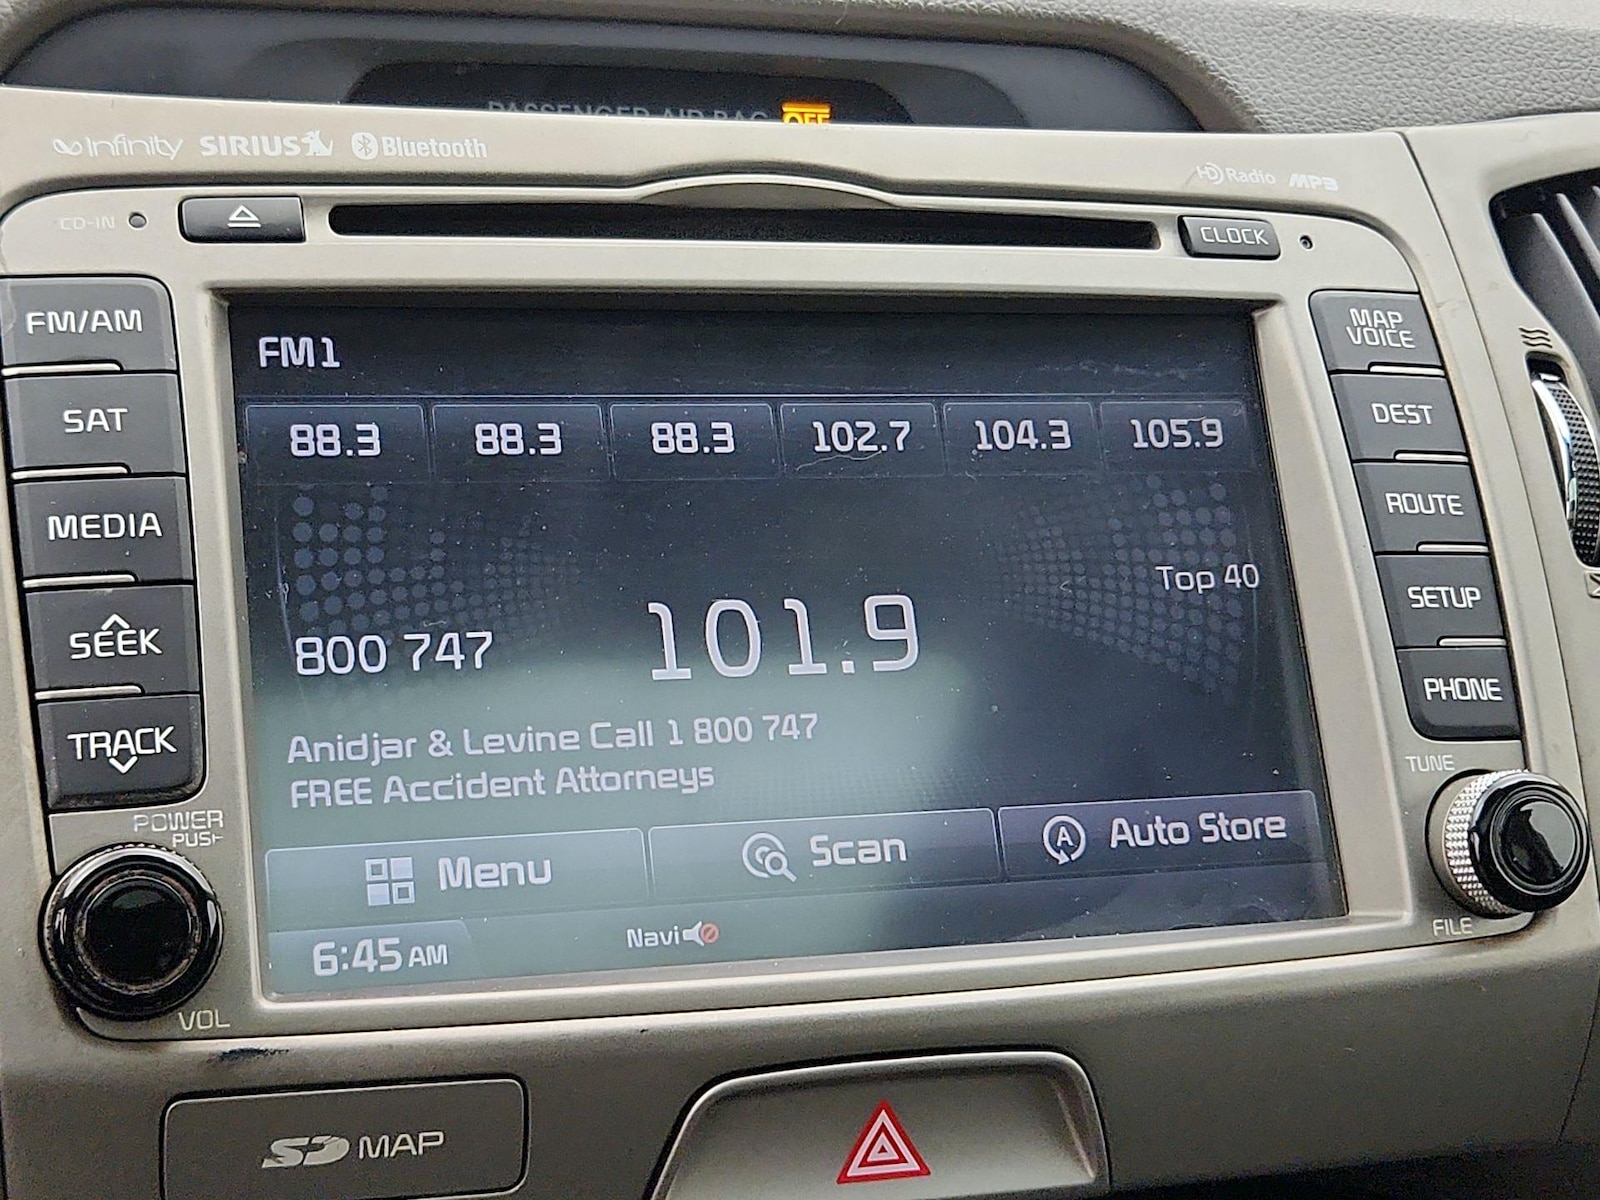 PASSENGER AIR BAG OFF
Infinity SIRIUS Bluetooth
HD Radio MP3
CD-IN
CLOCK
FM/AM
SAT
MEDIA
SEEK
TRACK
POWER
PUSH
VOL
FM1
88.3 88.3 88.3 102.7 104.3 105.9
Top 40
800 747 101.9
Anidjar & Levine Call 1 800 747
FREE Accident Attorneys
Menu Scan Auto Store
6:45 AM Navi
MAP
VOICE
DEST
ROUTE
SETUP
PHONE
TUNE
FILE
SD MAP